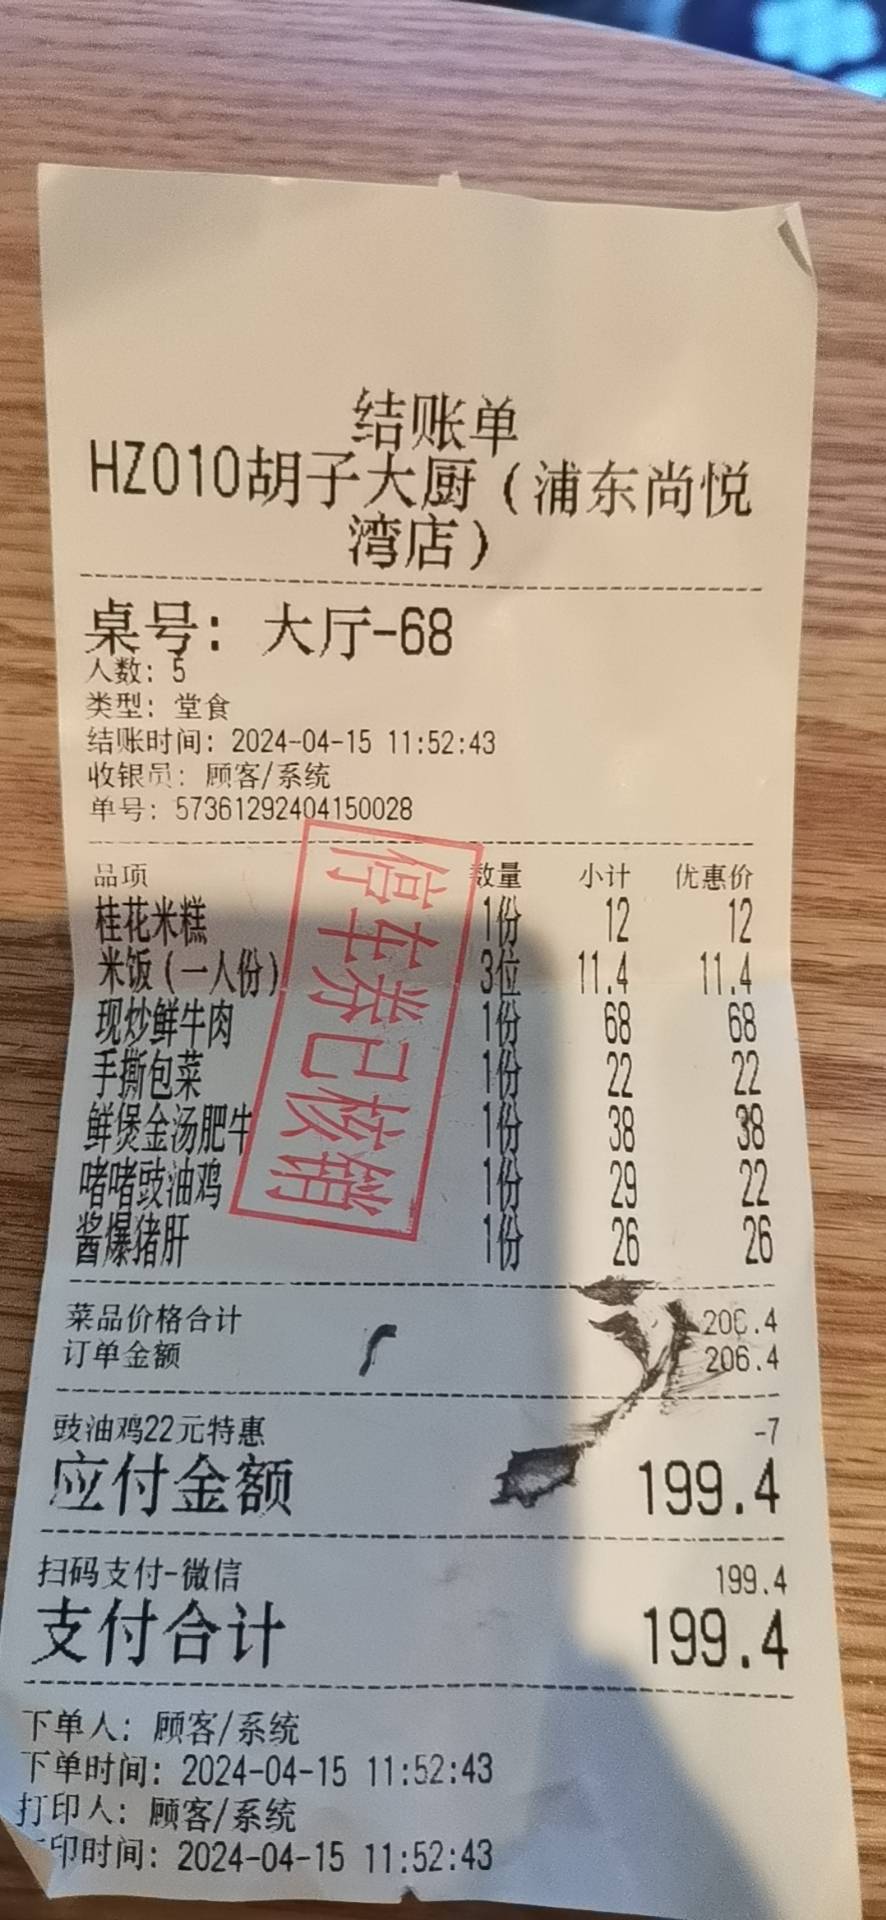 结账单
HZ010胡子大厨（浦东尚悦
湾店）
桌号：大厅-68
人数：5
类型：堂食
结账时间：2024-04-15 11:52:43
收银员：顾客/系统
单号：57361292404150028
品项 数量 小计 优惠价
桂花米糕 1份 12 12
米饭（一人份） 3位 11.4 11.4
现炒鲜牛肉 1份 68 68
手撕包菜 1份 22 22
鲜煲金汤肥牛 1份 38 38
啫啫豉油鸡 1份 29 22
酱爆猪肝 1份 26 26
停车券已核销
菜品价格合计 206.4
订单金额 206.4
豉油鸡22元特惠 -7
应付金额 199.4
扫码支付-微信 199.4
支付合计 199.4
下单人：顾客/系统
下单时间：2024-04-15 11:52:43
打印人：顾客/系统
印时间：2024-04-15 11:52:43